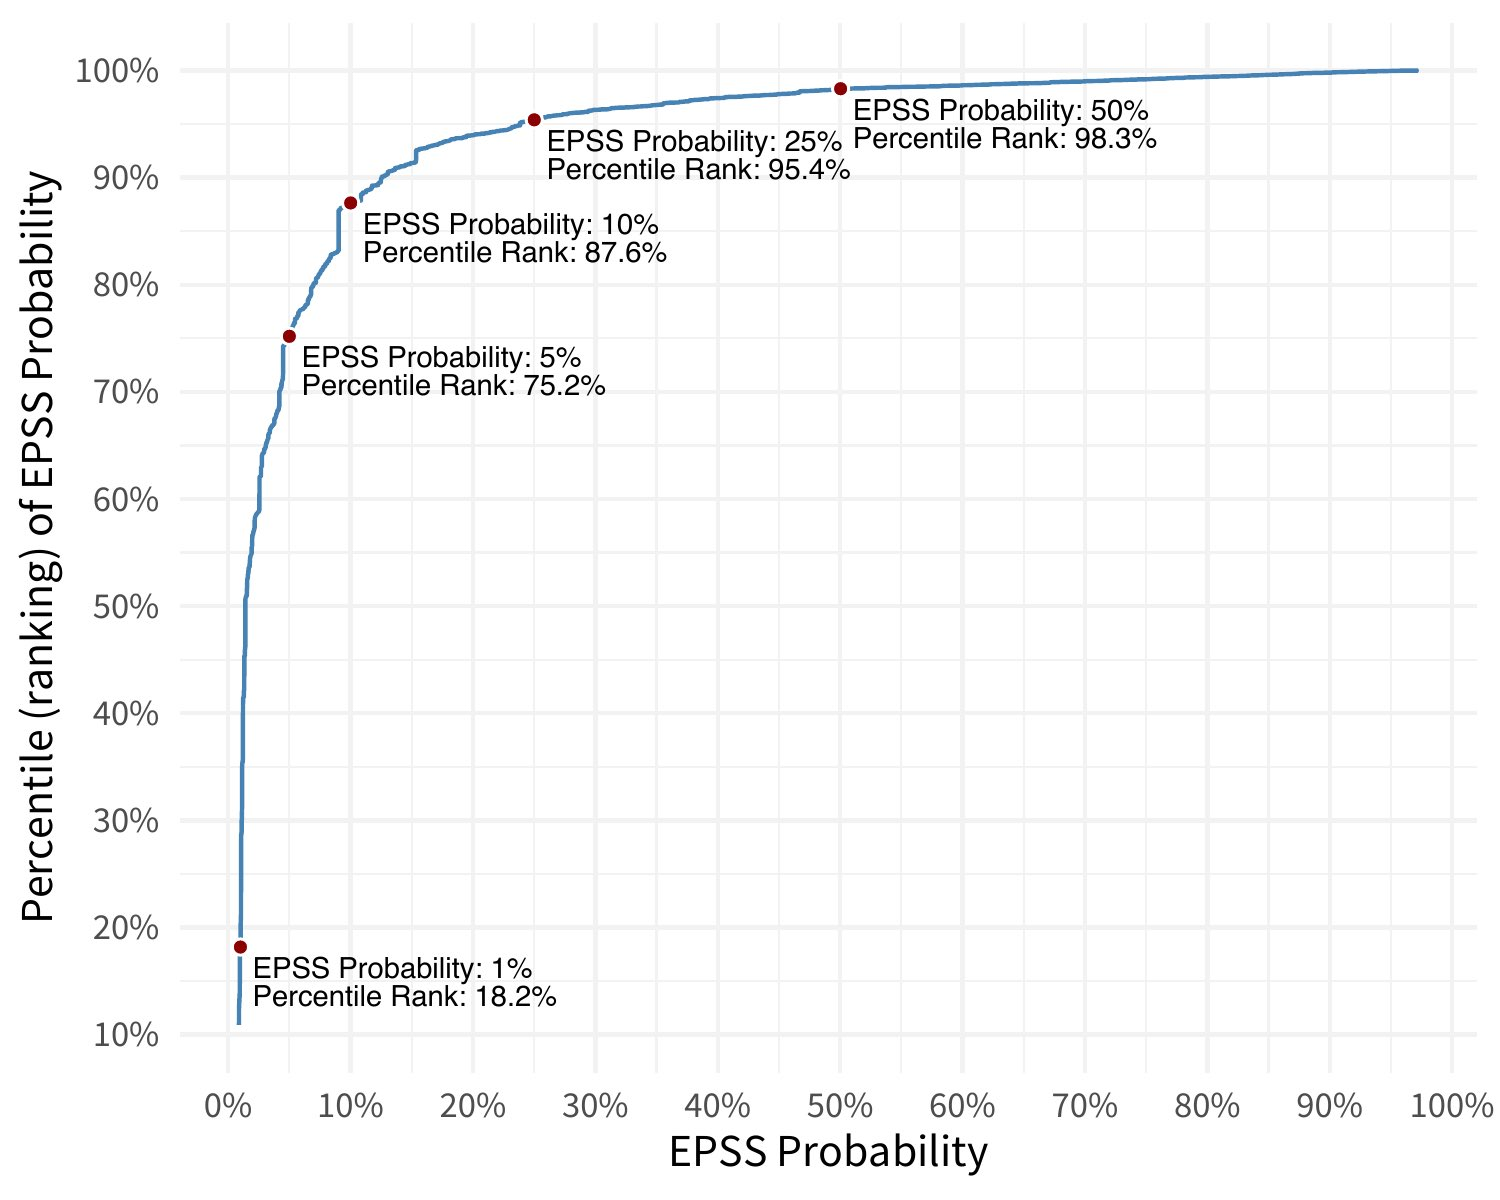 Percentile (ranking) of EPSS Probability
100%
90%
80%
70%
60%
50%
40%
30%
20%
10%
EPSS Probability: 50%
Percentile Rank: 98.3%
EPSS Probability: 25%
Percentile Rank: 95.4%
EPSS Probability: 10%
Percentile Rank: 87.6%
EPSS Probability: 5%
Percentile Rank: 75.2%
EPSS Probability: 1%
Percentile Rank: 18.2%
0% 10% 20% 30% 40% 50% 60% 70% 80% 90% 100%
EPSS Probability